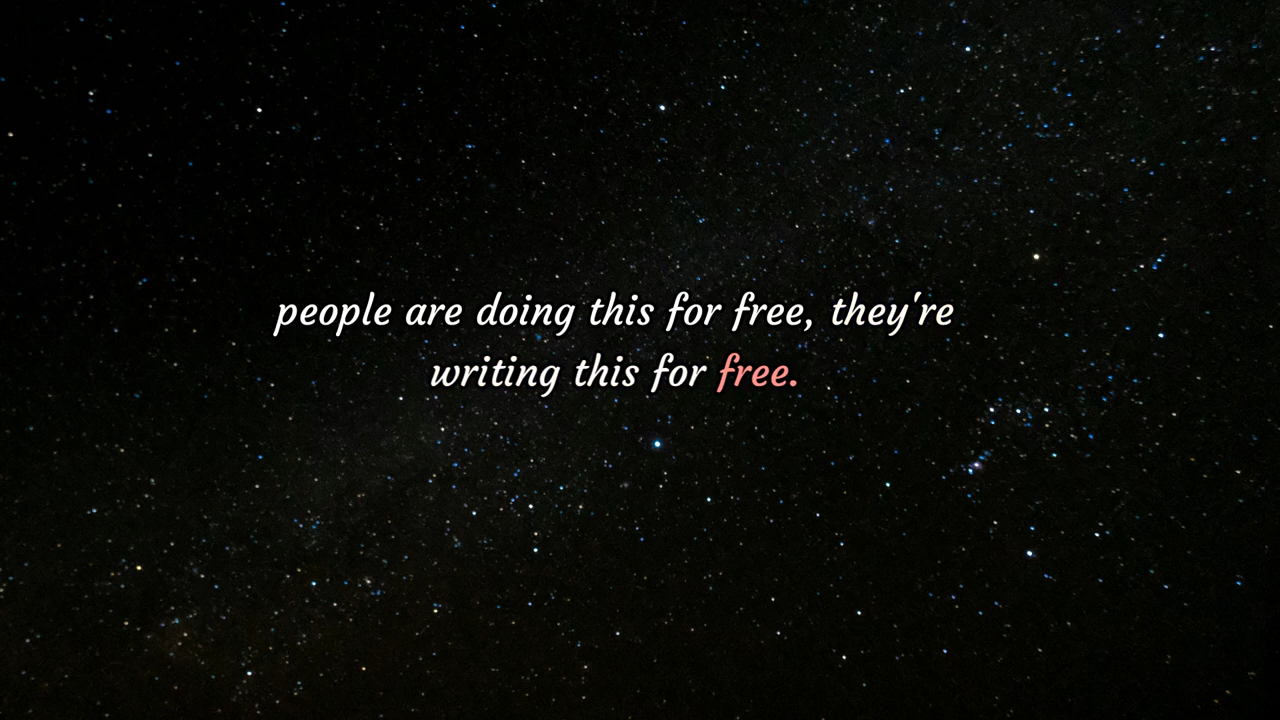 people are doing this for free, they're
writing this for free.